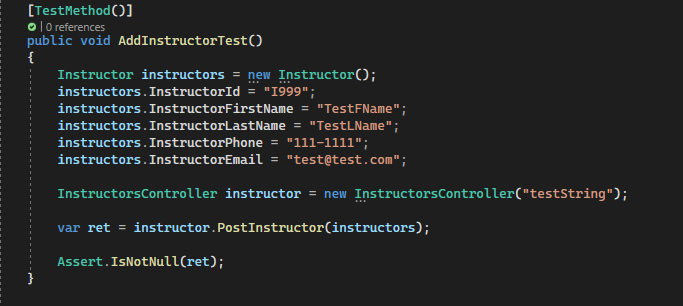 [TestMethod()]
| 0 references
public void AddInstructorTest()
{
Instructor instructors = new Instructor();
instructors.InstructorId = "I999";
instructors.InstructorFirstName = "TestFName";
instructors.InstructorLastName = "TestLName";
instructors.InstructorPhone = "111-1111";
instructors.InstructorEmail = "test@test.com";
InstructorsController instructor = new InstructorsController("testString");
var ret = instructor.PostInstructor(instructors);
Assert.IsNotNull(ret);
}